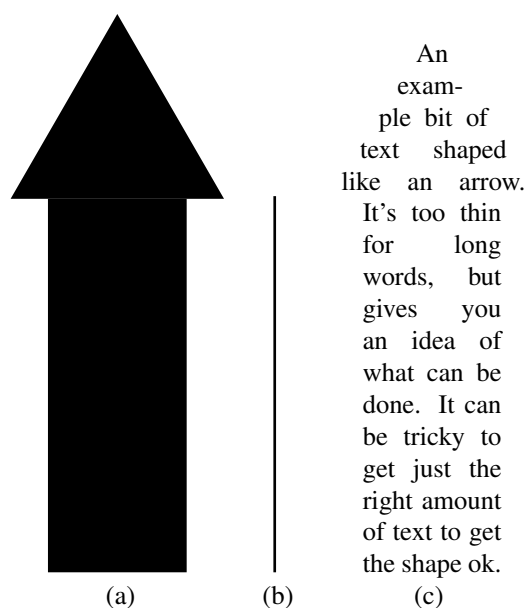 An
exam-
ple bit of
text shaped
like an arrow.
It's too thin
for long
words, but
gives you
an idea of
what can be
done. It can
be tricky to
get just the
right amount
of text to get
the shape ok.
(a) (b) (c)